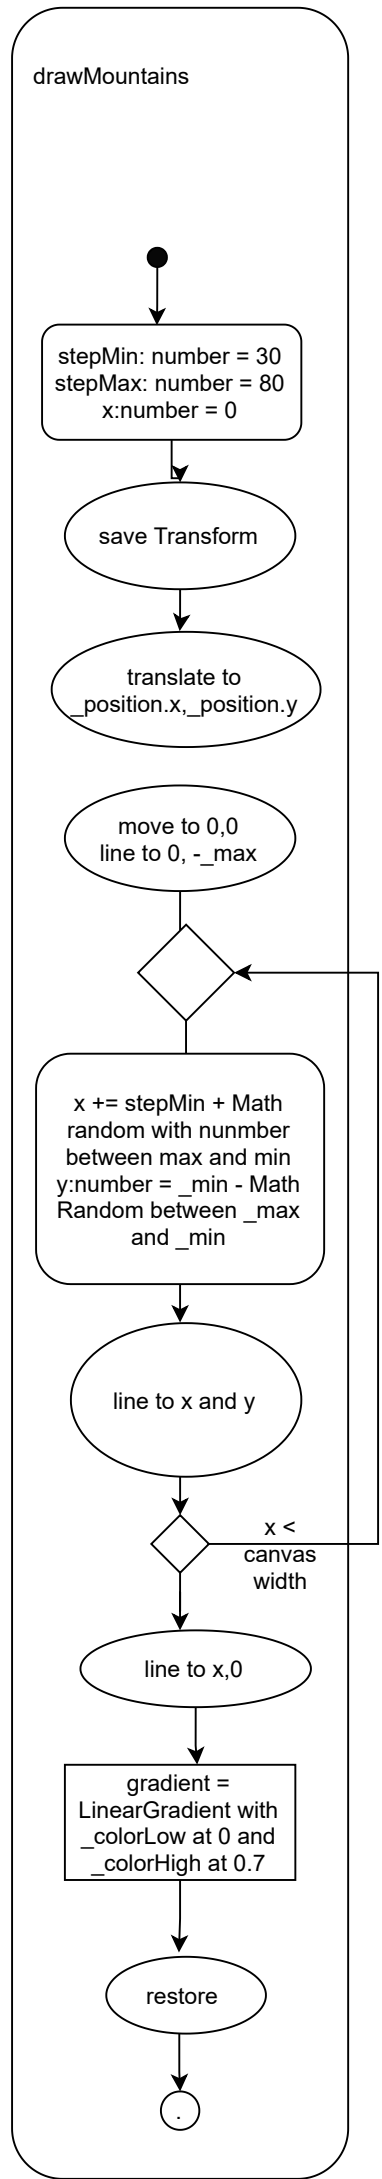 drawMountains
stepMin: number = 30
stepMax: number = 80
x:number = 0
save Transform
translate to
_position.x,_position.y
move to 0,0
line to 0, -_max
x += stepMin + Math
random with nunmber
between max and min
y:number = _min - Math
Random between _max
and _min
line to x and y
x <
canvas
width
line to x,0
gradient =
LinearGradient with
_colorLow at 0 and
_colorHigh at 0.7
restore
.